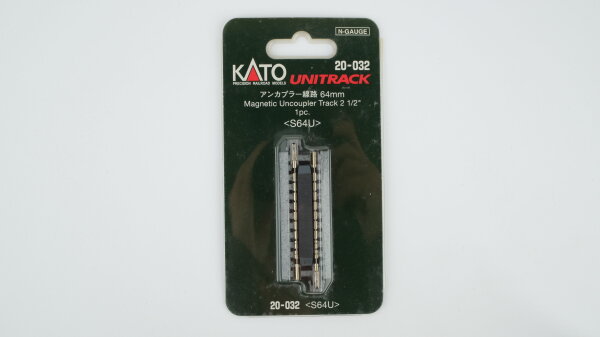 N-GAUGE
20-032
KATO UNITRACK
PRECISION RAILROAD MODELS
アンカプラー線路 64mm
Magnetic Uncoupler Track 2 1/2"
1pc.
<S64U>
20-032 <S64U>